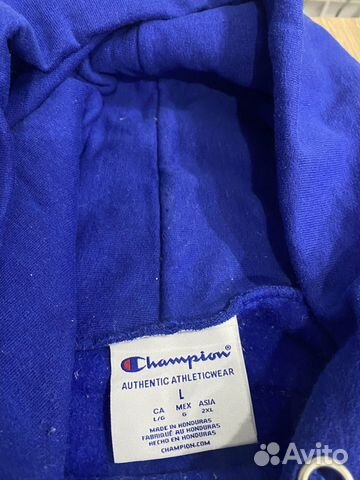 Champion
AUTHENTIC ATHLETICWEAR
L
CA MEX ASIA
L/G G 2XL
MADE IN HONDURAS
FABRIQUÉ AU HONDURAS
HECHO EN HONDURAS
CHAMPION.COM
Avito